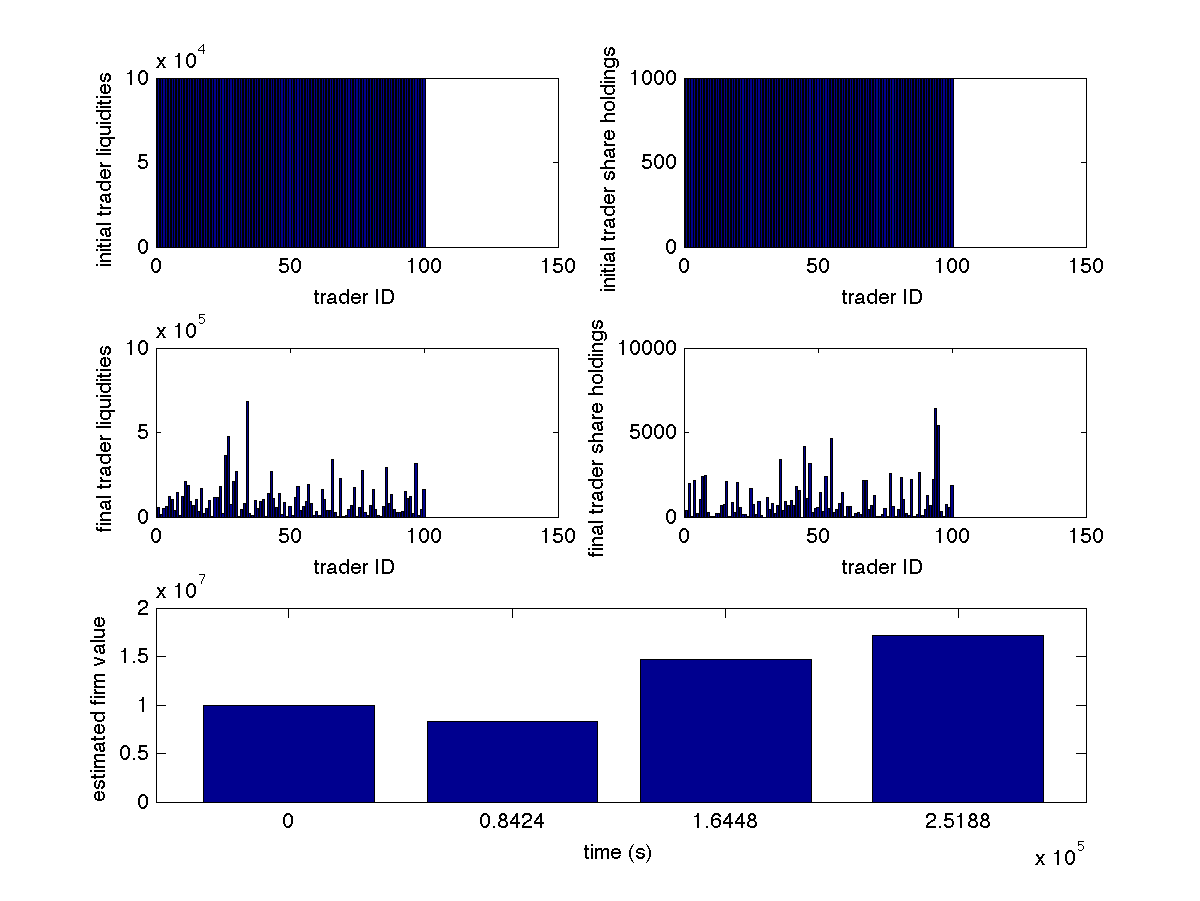 x 10^4
initial trader liquidities
10
5
0
0 50 100 150
trader ID
initial trader share holdings
1000
500
0
0 50 100 150
trader ID
x 10^5
final trader liquidities
10
5
0
0 50 100 150
trader ID
final trader share holdings
10000
5000
0
0 50 100 150
trader ID
x 10^7
estimated firm value
2
1.5
1
0.5
0
0 0.8424 1.6448 2.5188
time (s)
x 10^5